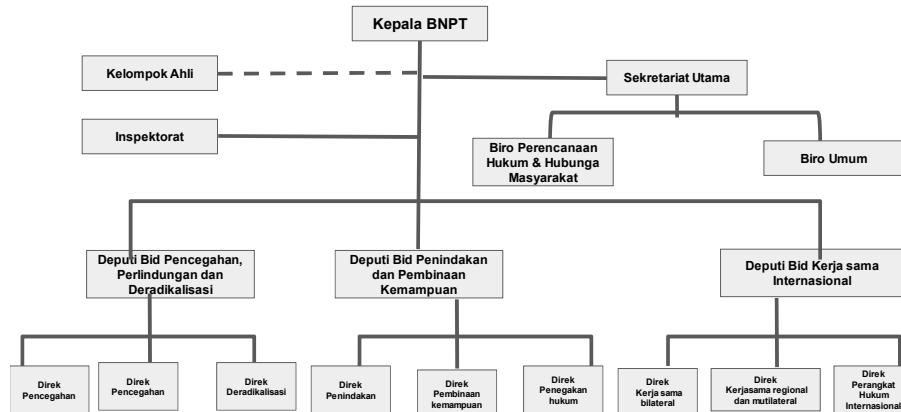 Kepala BNPT
Kelompok Ahli
Sekretariat Utama
Inspektorat
Biro Perencanaan
Hukum & Hubunga
Masyarakat
Biro Umum
Deputi Bid Pencegahan,
Perlindungan dan
Deradikalisasi
Deputi Bid Penindakan
dan Pembinaan
Kemampuan
Deputi Bid Kerja sama
Internasional
Direk
Pencegahan
Direk
Pencegahan
Direk
Deradikalisasi
Direk
Penindakan
Direk
Pembinaan
kemampuan
Direk
Penegakan
hukum
Direk
Kerja sama
bilateral
Direk
Kerjasama regional
dan mutilateral
Direk
Perangkat
Hukum
Internasional